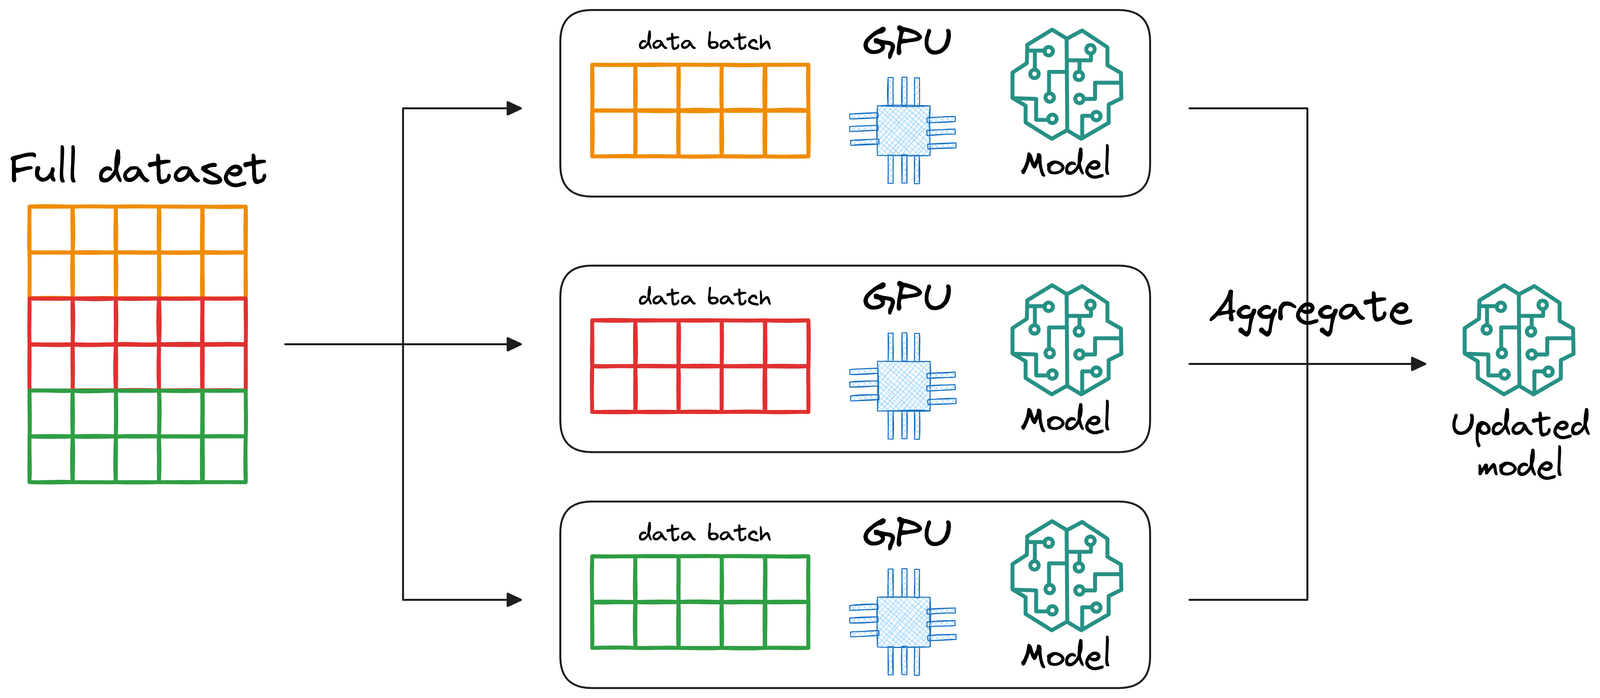 Full dataset
data batch
GPU
Model
data batch
GPU
Model
data batch
GPU
Model
Aggregate
Updated
model